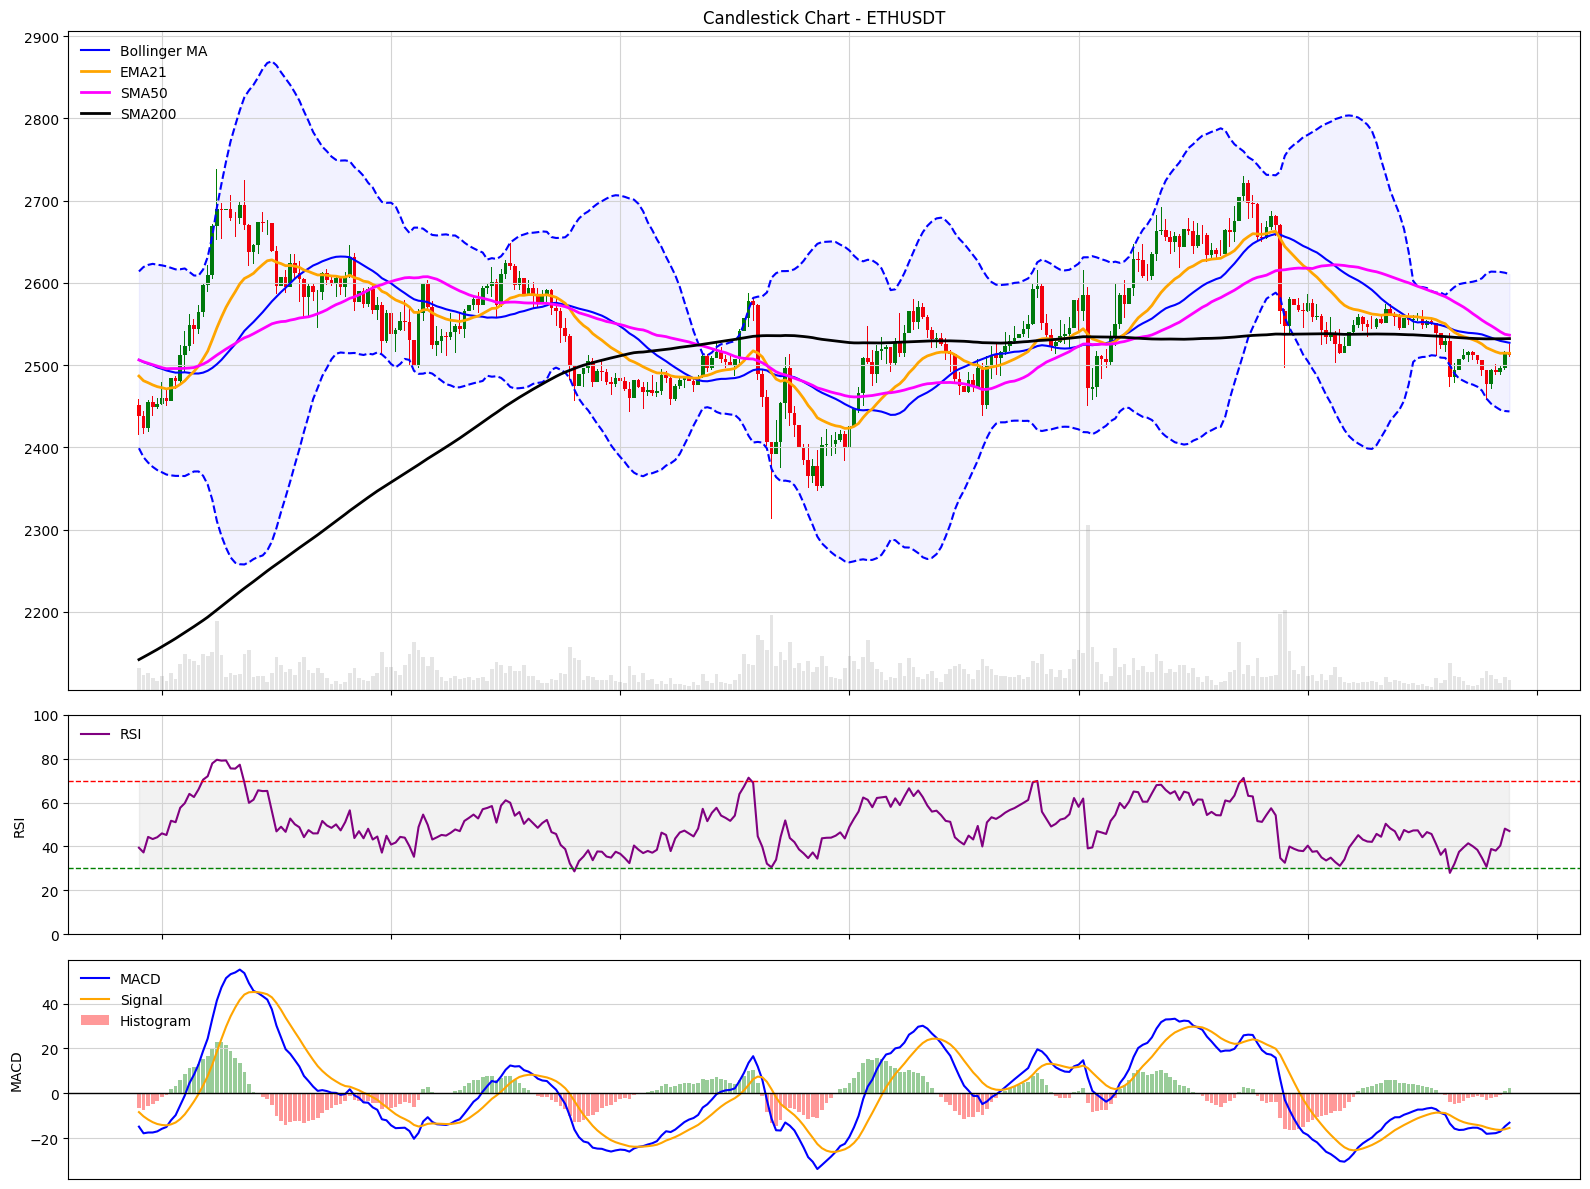 Candlestick Chart - ETHUSDT
2900
2800
2700
2600
2500
2400
2300
2200
Bollinger MA
EMA21
SMA50
SMA200
100
80
60
40
20
0
RSI
RSI
40
20
0
−20
MACD
MACD
Signal
Histogram